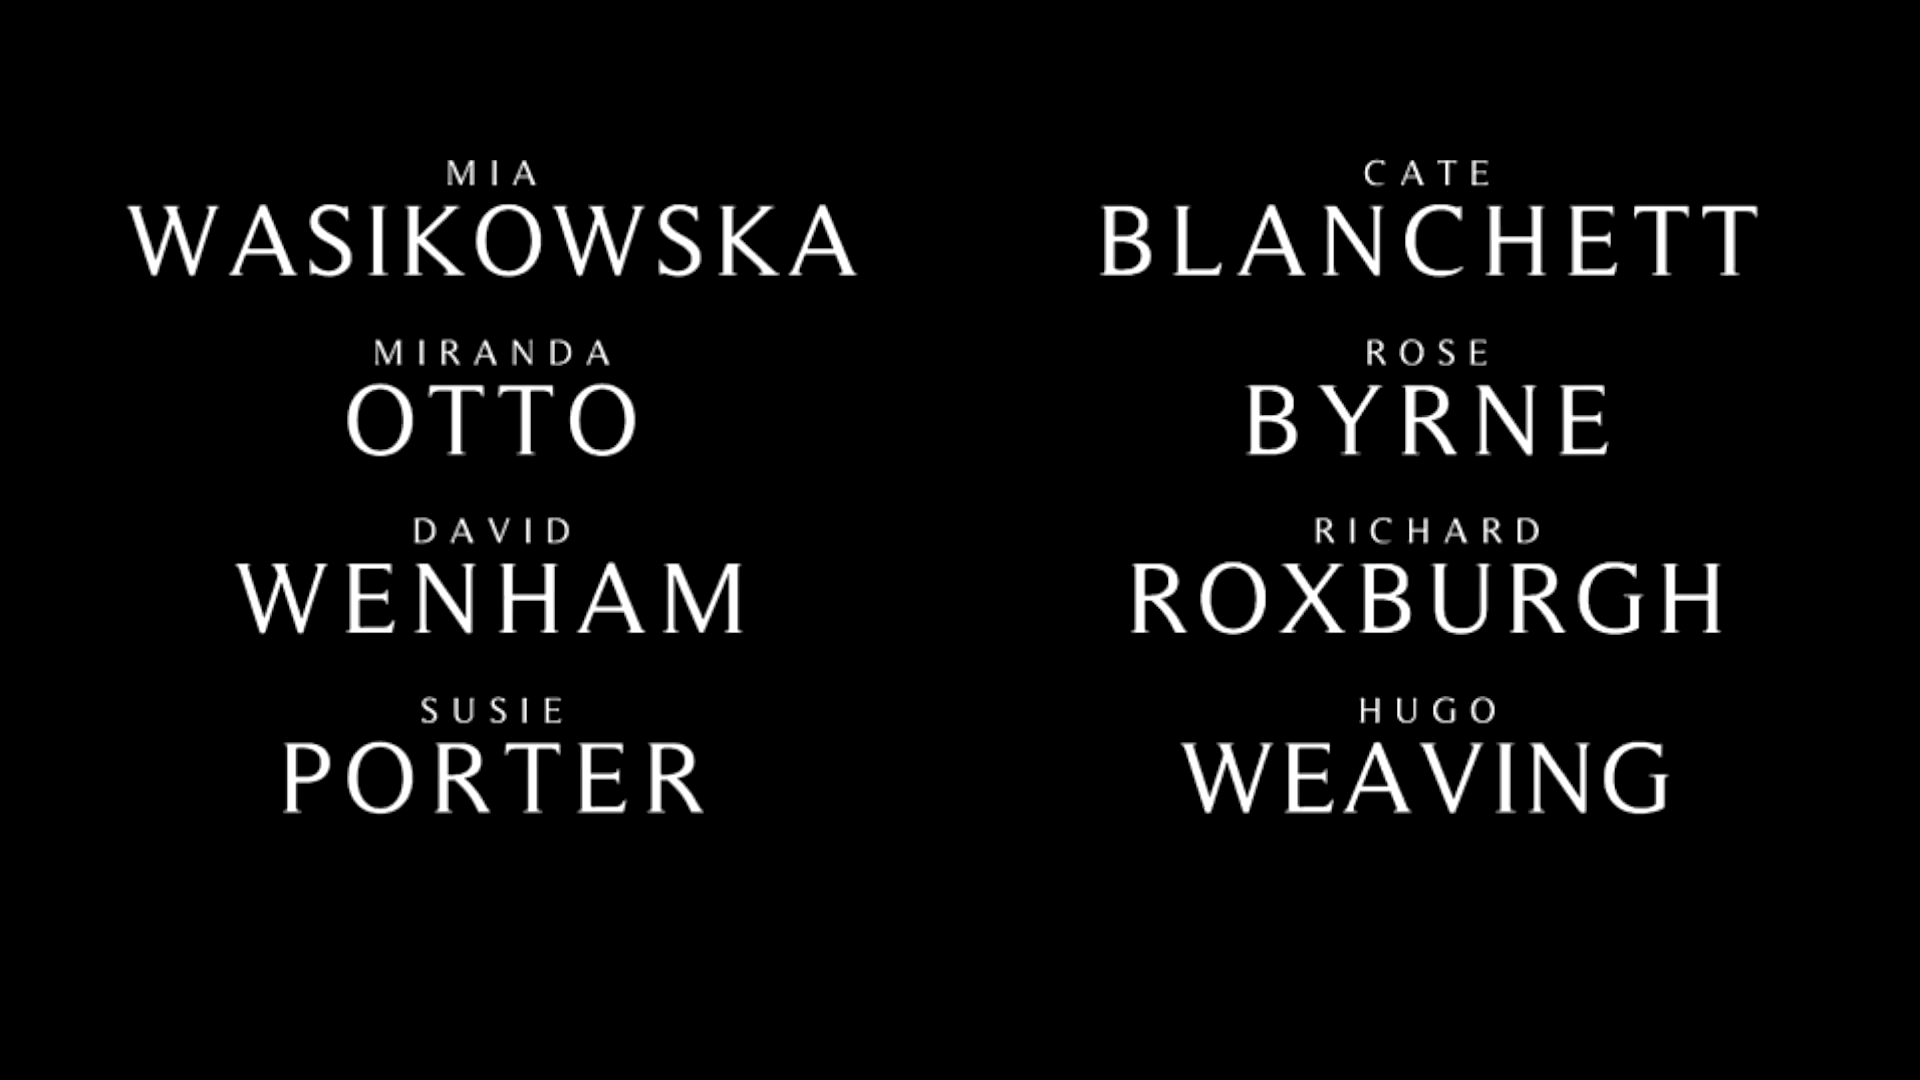 MIA
WASIKOWSKA
CATE
BLANCHETT
MIRANDA
OTTO
ROSE
BYRNE
DAVID
WENHAM
RICHARD
ROXBURGH
SUSIE
PORTER
HUGO
WEAVING